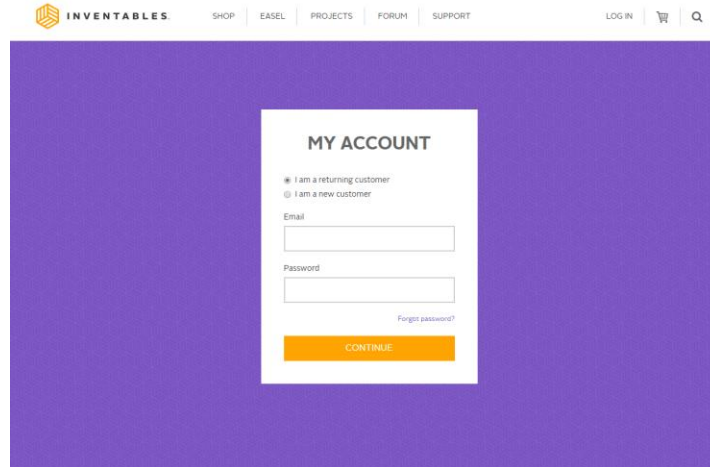 INVENTABLES.
SHOP EASEL PROJECTS FORUM SUPPORT LOG IN
MY ACCOUNT
I am a returning customer
I am a new customer
Email
Password
Forgot password?
CONTINUE